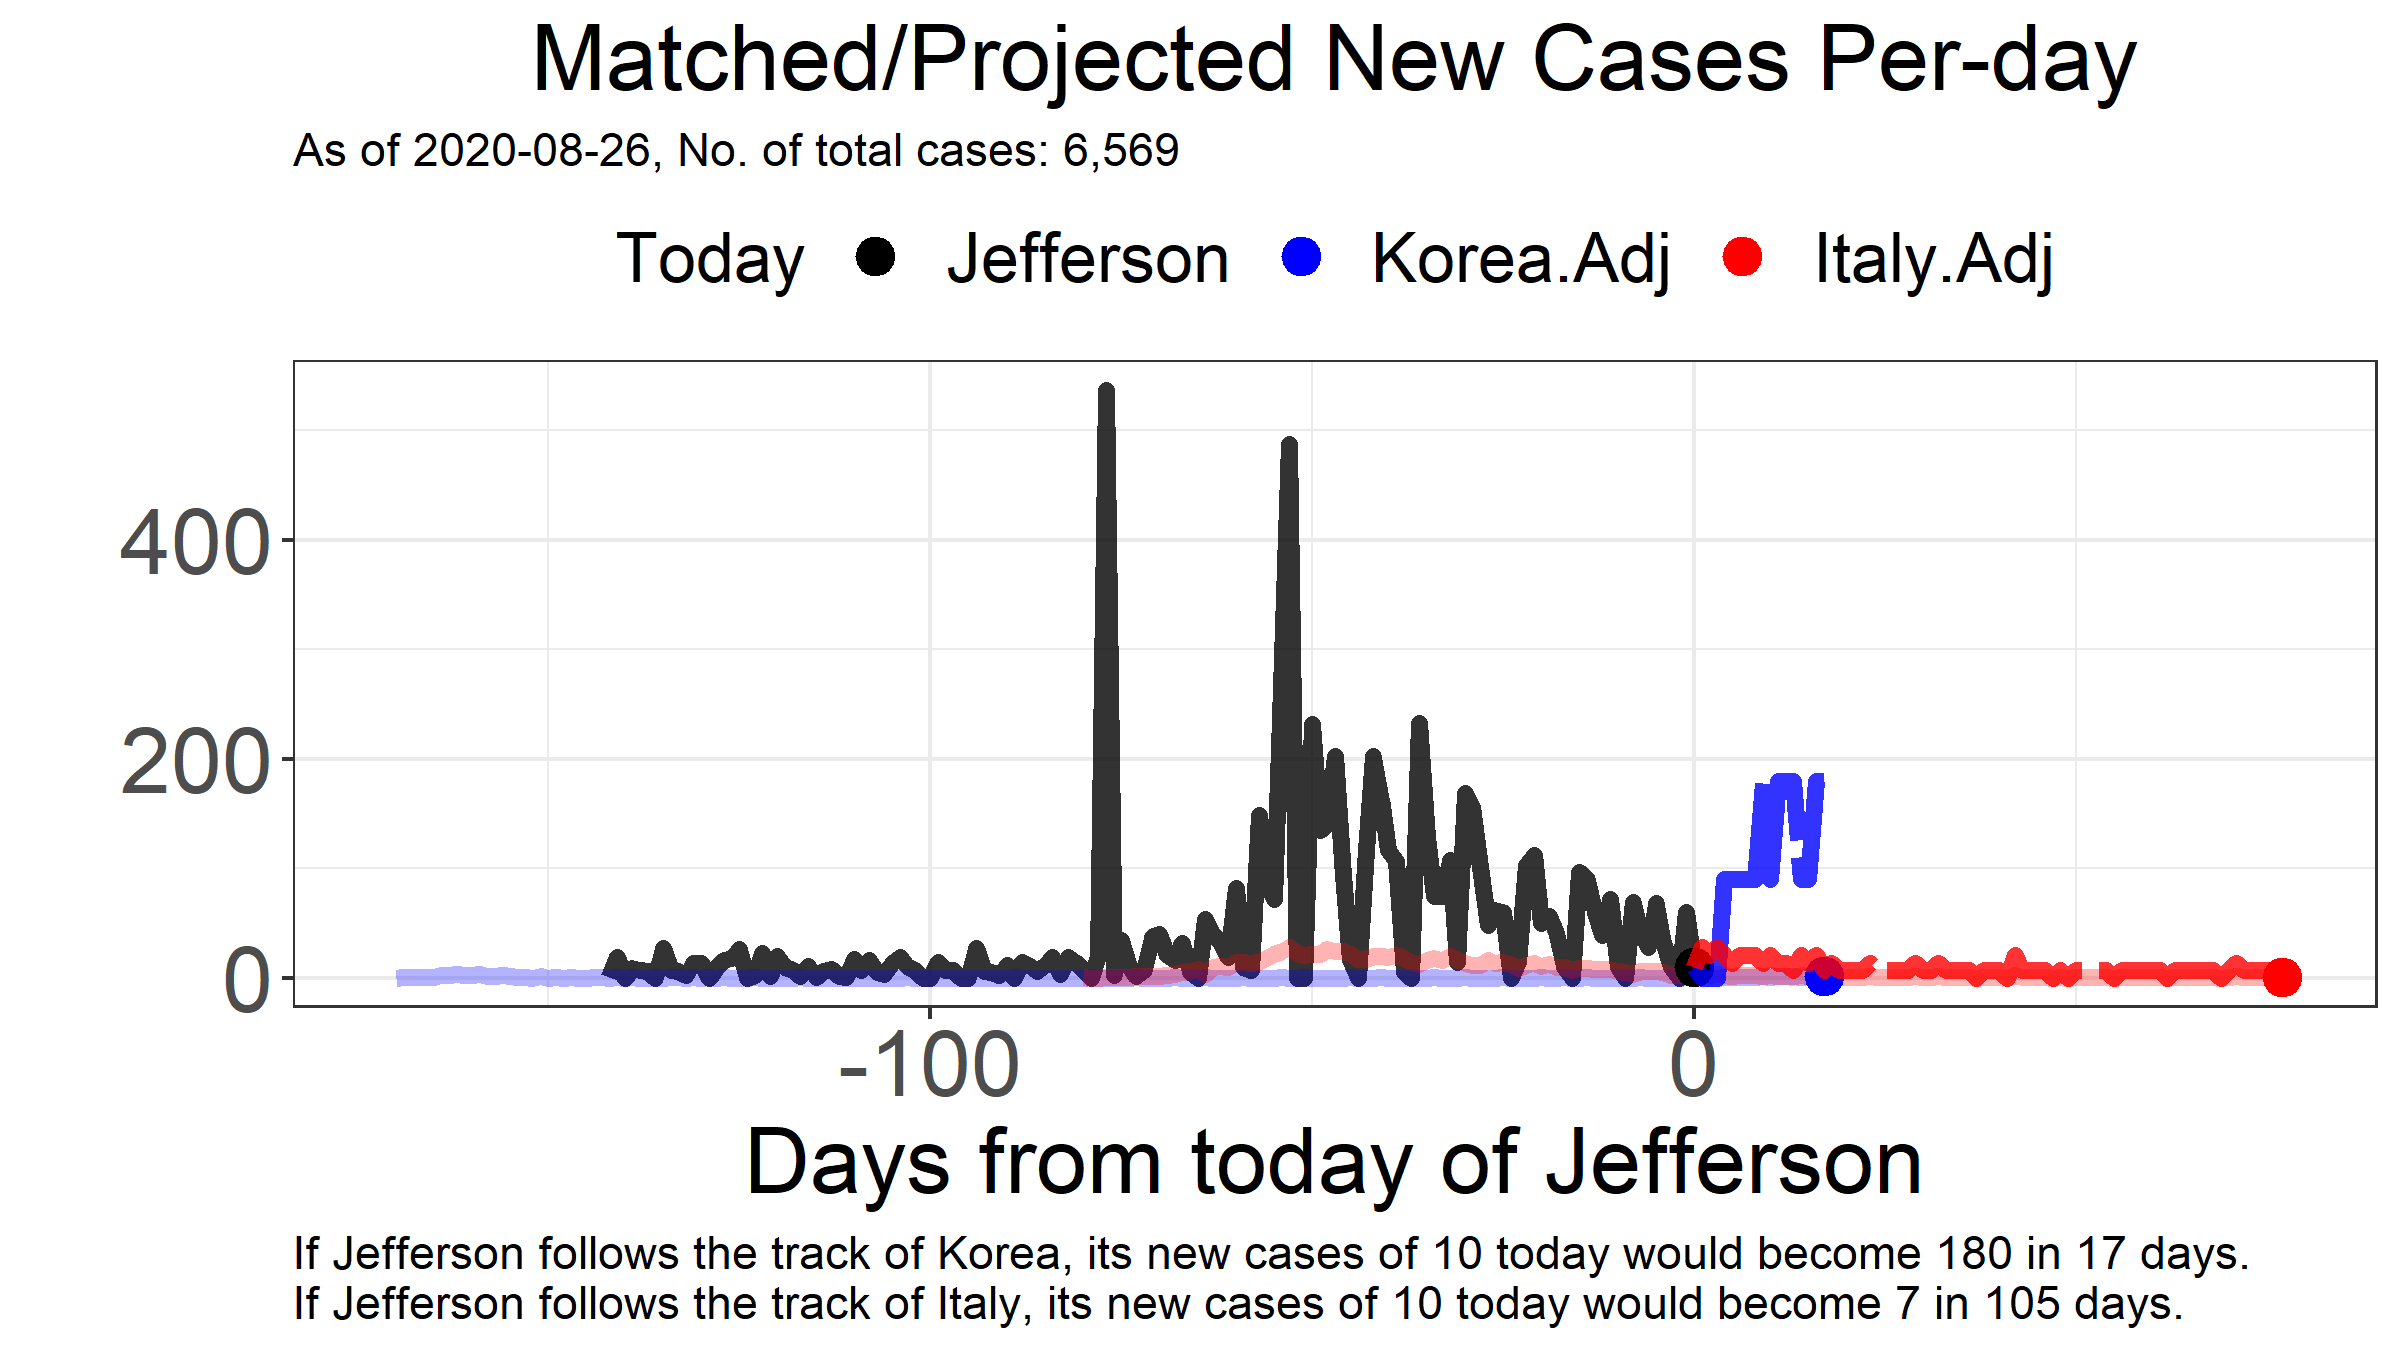 Matched/Projected New Cases Per-day
As of 2020-08-26, No. of total cases: 6,569
Today Jefferson Korea.Adj Italy.Adj
400
200
0
-100 0
Days from today of Jefferson
If Jefferson follows the track of Korea, its new cases of 10 today would become 180 in 17 days.
If Jefferson follows the track of Italy, its new cases of 10 today would become 7 in 105 days.